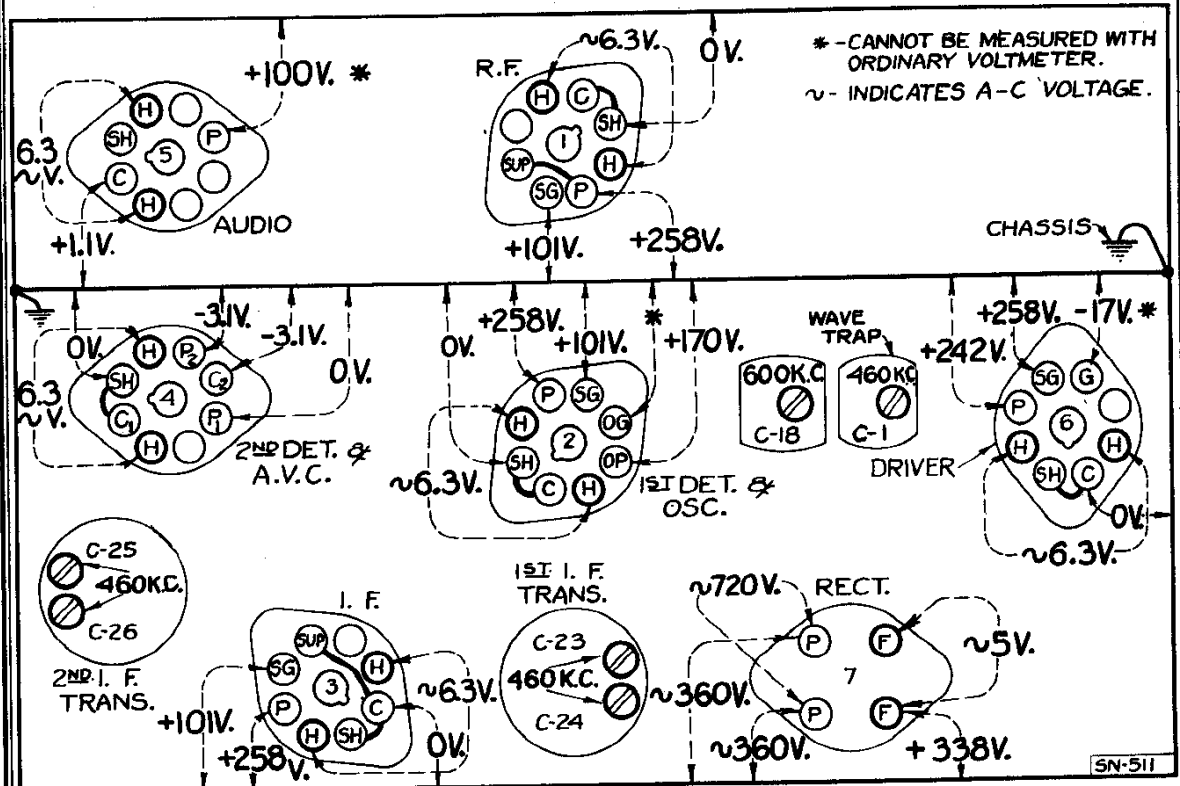 * - CANNOT BE MEASURED WITH
ORDINARY VOLTMETER.
~ - INDICATES A-C VOLTAGE.
+100V. *
H
SH
P
5
C
H
6.3
~V.
+1.1V.
AUDIO
R.F.
~6.3V.
0V.
H
C
SH
1
SUP
H
SG
P
+101V.
+258V.
CHASSIS
0V.
-3.1V.
-3.1V.
0V.
H
P2
SH
C2
4
C1
P1
H
6.3
~V.
2ND DET. &
A.V.C.
0V.
+258V.
+101V.
*
+170V.
P
SG
H
OG
2
SH
OP
C
H
~6.3V.
1ST DET. &
OSC.
WAVE
TRAP
600K.C.
C-18
460K.C.
C-1
+242V.
+258V.
-17V. *
SG
G
P
6
H
H
SH
C
DRIVER
0V.
~6.3V.
C-25
460K.C.
C-26
2ND I. F.
TRANS.
I. F.
SUP
SG
H
3
P
C
H
SH
+101V.
+258V.
~6.3V.
0V.
1ST I. F.
TRANS.
C-23
460K.C.
C-24
~720V.
RECT.
P
F
7
P
F
~5V.
~360V.
~360V.
+338V.
SN-511